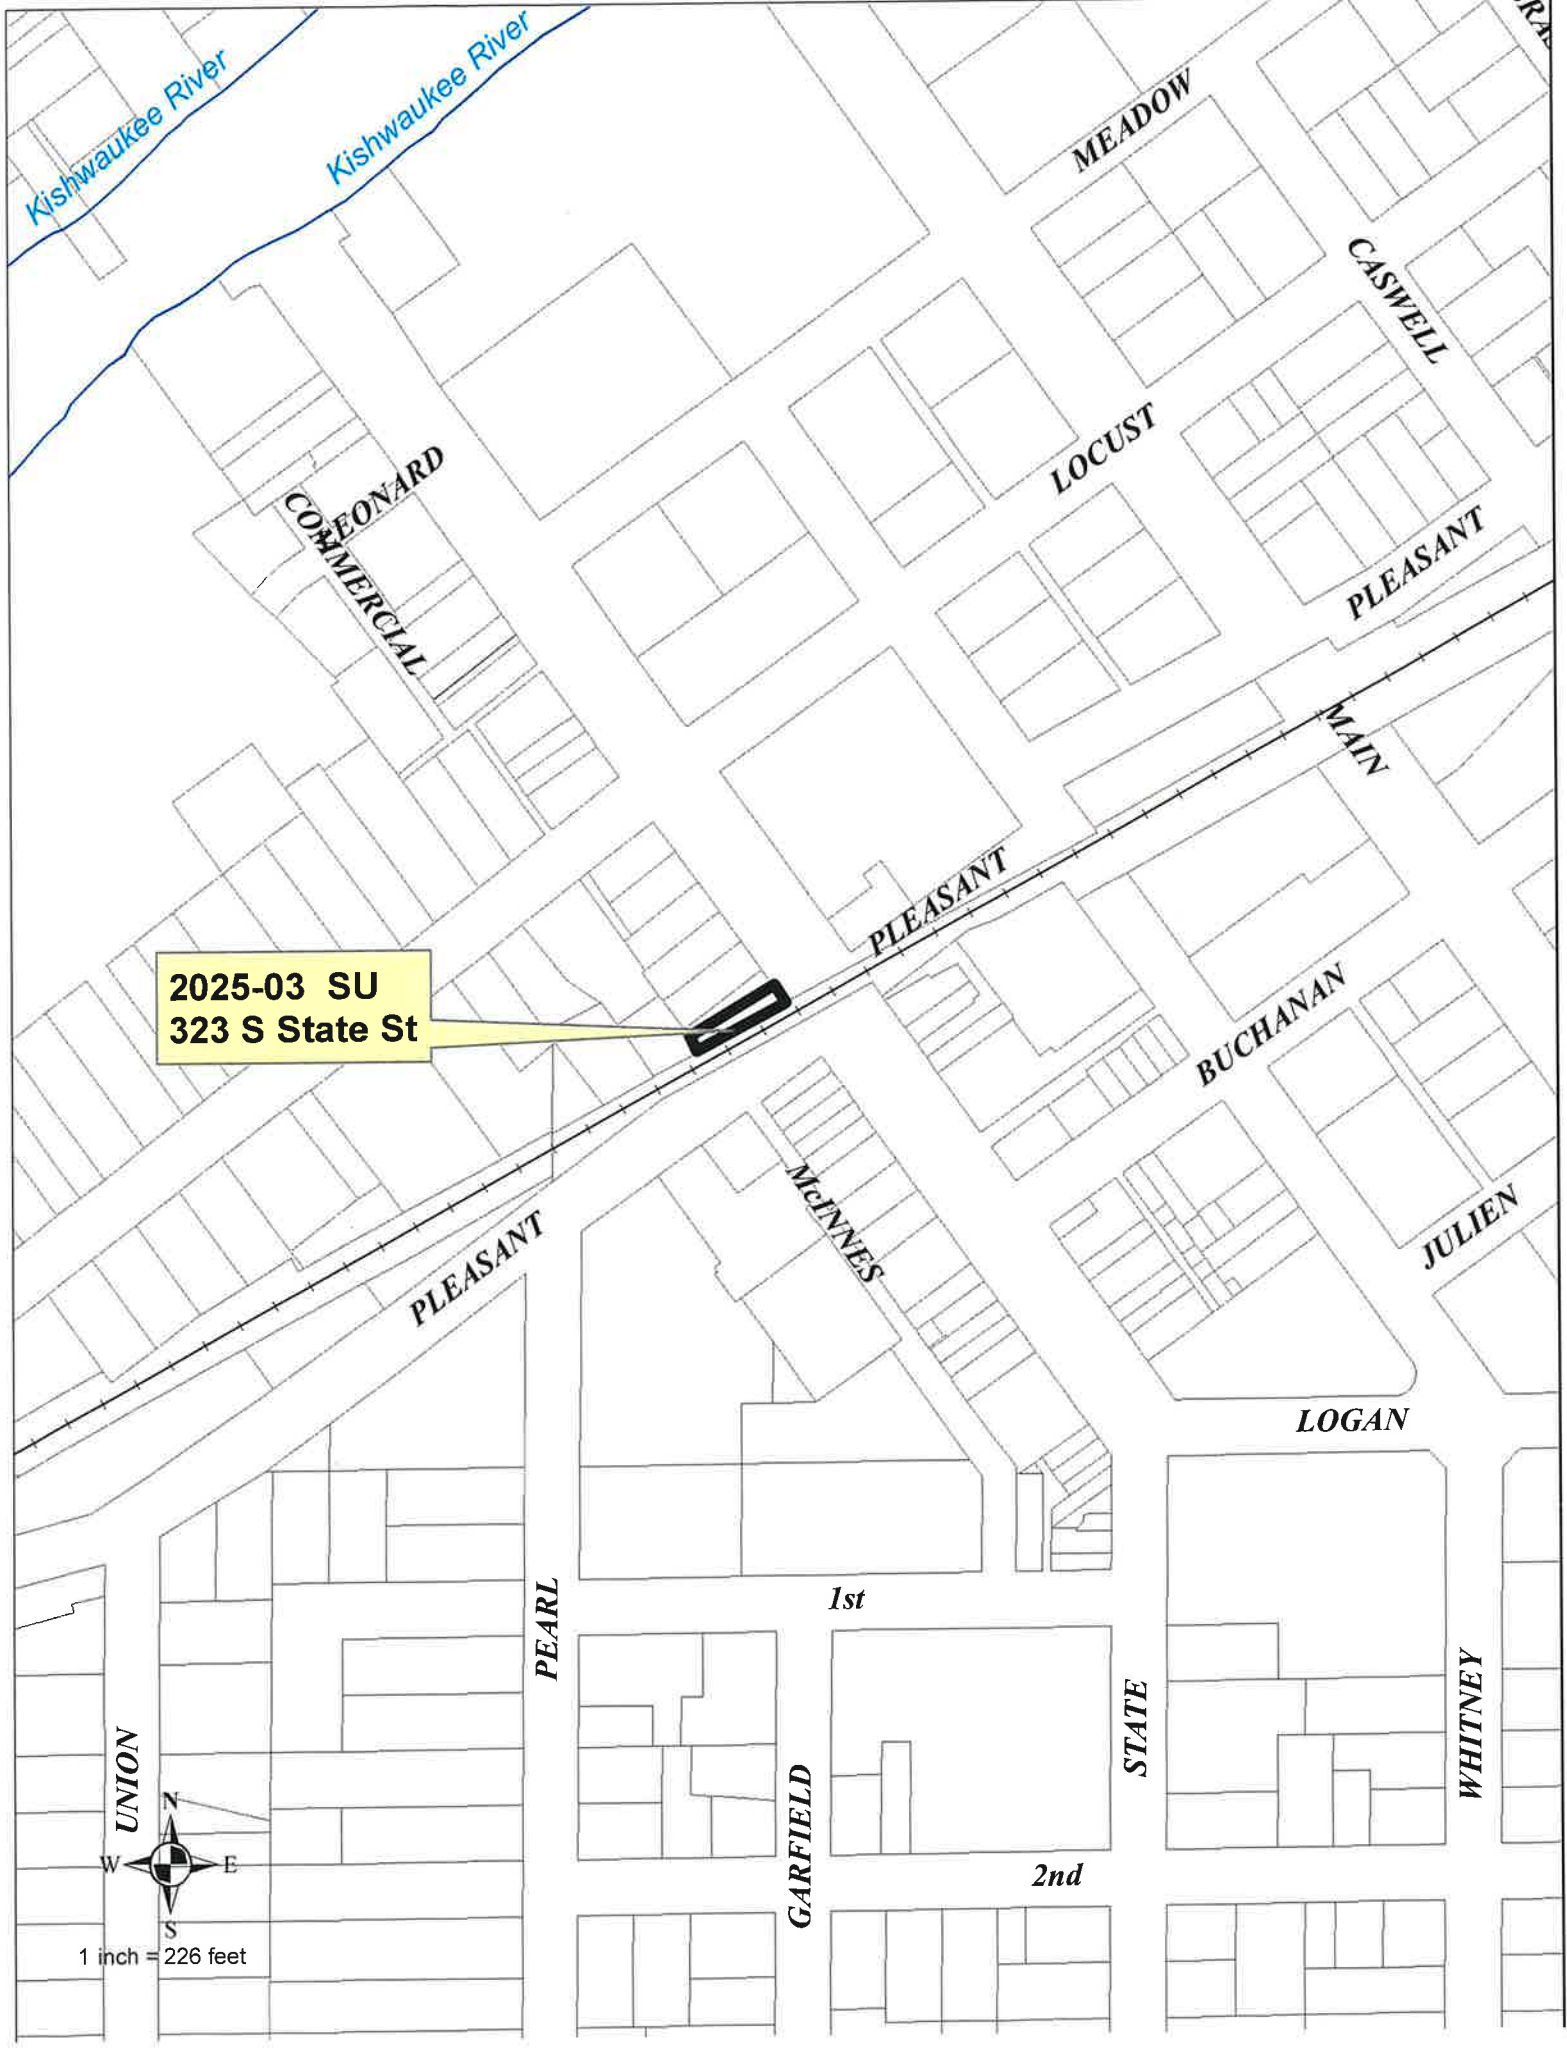 Kishwaukee River
Kishwaukee River
MEADOW
CASWELL
LOCUST
LEONARD
COMMERCIAL
PLEASANT
MAIN
PLEASANT
2025-03 SU
323 S State St
BUCHANAN
McINNES
JULIEN
PLEASANT
LOGAN
1st
PEARL
STATE
WHITNEY
UNION
GARFIELD
2nd
N
W E
S
1 inch = 226 feet